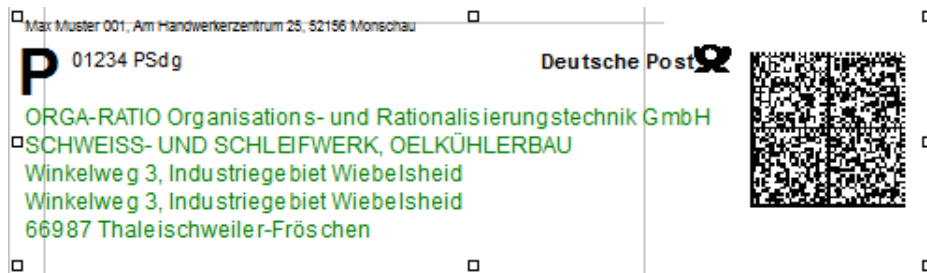 Max Muster 001, Am Handwerkerzentrum 25, 52156 Monschau
P 01234 PSdg Deutsche Post
ORGA-RATIO Organisations- und Rationalisierungstechnik GmbH
SCHWEISS- UND SCHLEIFWERK, OELKÜHLERBAU
Winkelweg 3, Industriegebiet Wiebelsheid
Winkelweg 3, Industriegebiet Wiebelsheid
66987 Thaleischweiler-Fröschen